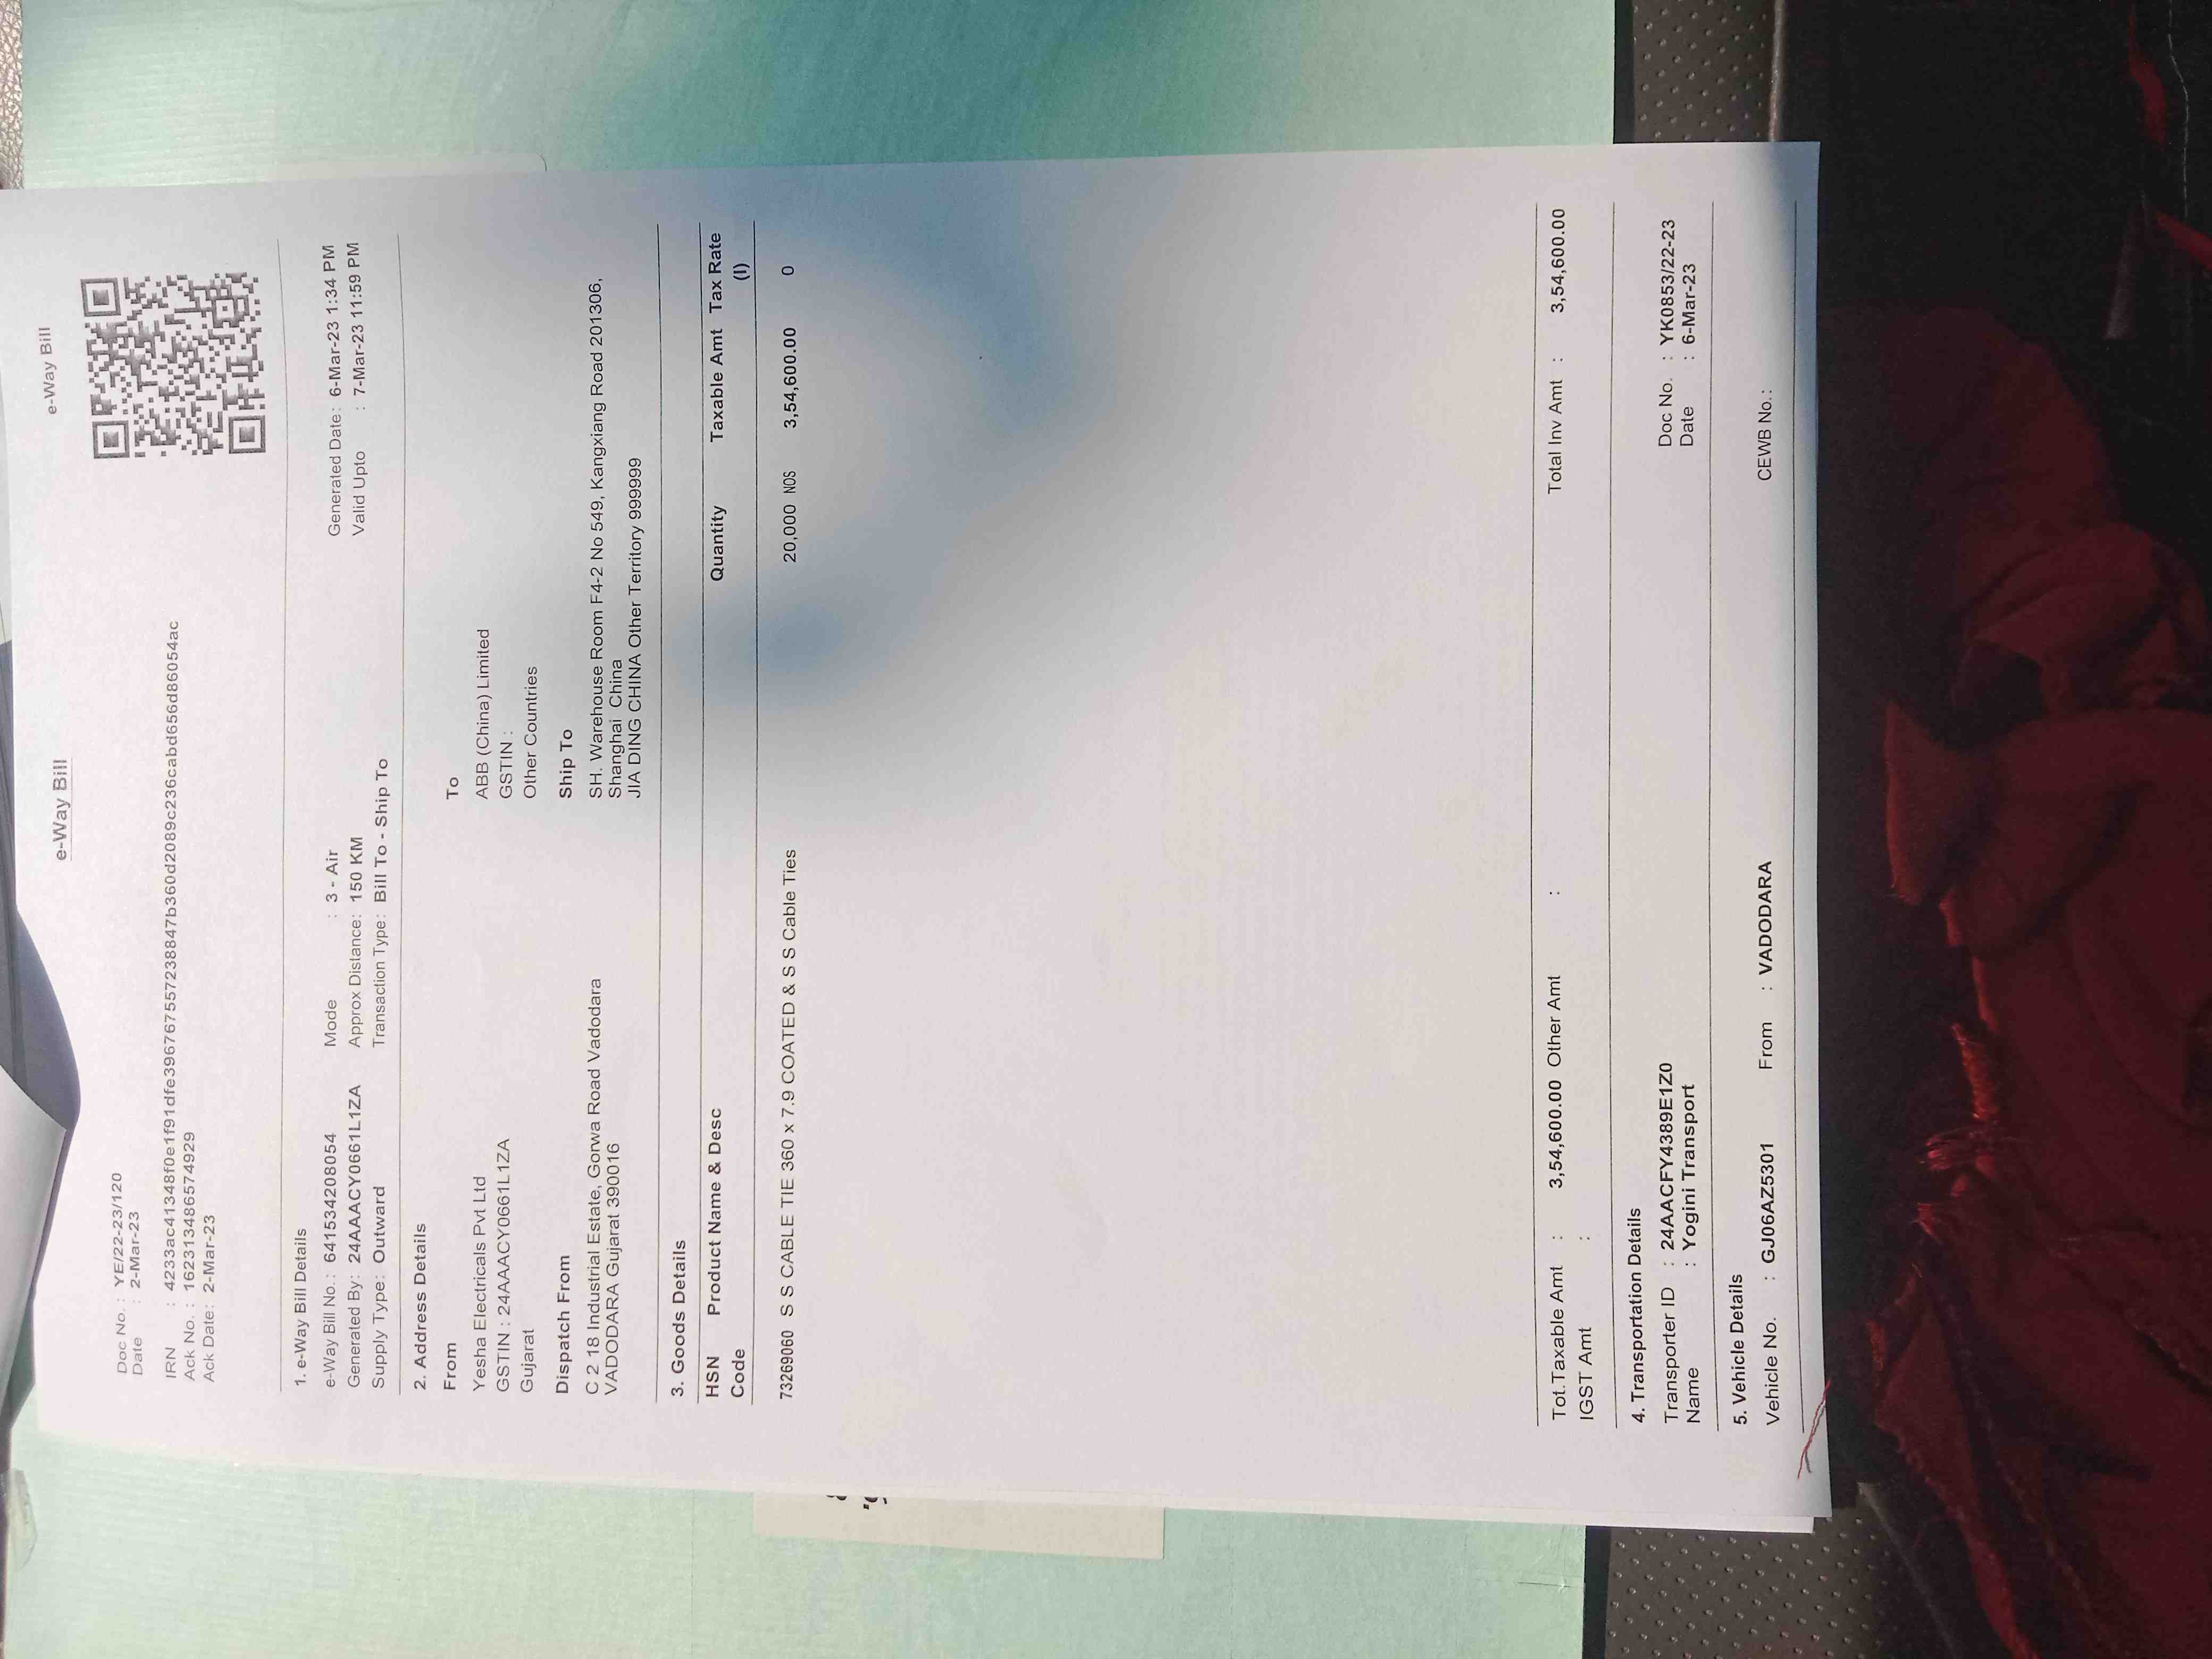 e-Way Bill
e-Way Bill
Doc No. : YE/22-23/120
Date : 2-Mar-23
IRN : 4233ac41348f0e1f91dfe396767557238847b360d2089c236cabd656d86054ac
Ack No. : 162313486574929
Ack Date: 2-Mar-23
1. e-Way Bill Details
e-Way Bill No. : 641534208054 Mode : 3 - Air Generated Date: 6-Mar-23 1:34 PM
Generated By: 24AAACY0661L1ZA Approx Distance: 150 KM Valid Upto : 7-Mar-23 11:59 PM
Supply Type: Outward Transaction Type: Bill To - Ship To
2. Address Details
From To
Yesha Electricals Pvt Ltd ABB (China) Limited
GSTIN : 24AAACY0661L1ZA GSTIN :
Gujarat Other Countries
Dispatch From Ship To
C 2 18 Industrial Estate, Gorwa Road Vadodara SH. Warehouse Room F4-2 No 549, Kangxiang Road 201306,
Shanghai China
VADODARA Gujarat 390016 JIA DING CHINA Other Territory 999999
3. Goods Details
HSN Product Name & Desc Quantity Taxable Amt Tax Rate
Code (I)
73269060 S S CABLE TIE 360 x 7.9 COATED & S S Cable Ties 20,000 NOS 3,54,600.00 0
Tot.Taxable Amt : 3,54,600.00 Other Amt : Total Inv Amt : 3,54,600.00
IGST Amt :
4. Transportation Details
Transporter ID : 24AACFY4389E1Z0 Doc No. : YK0853/22-23
Name : Yogini Transport Date : 6-Mar-23
5. Vehicle Details
Vehicle No. : GJ06AZ5301 From : VADODARA CEWB No.: